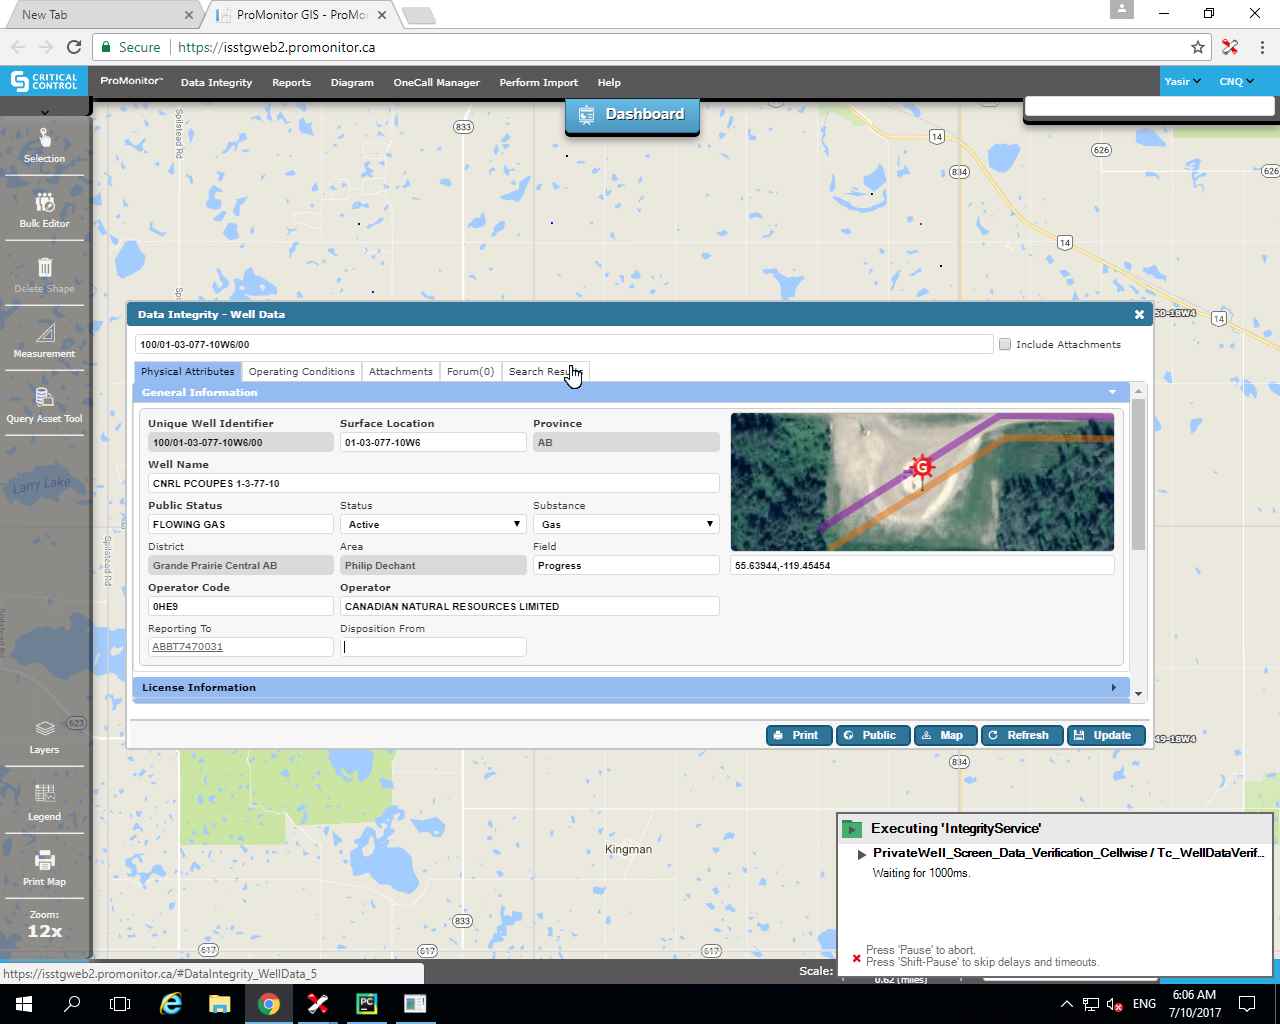 New Tab
ProMonitor GIS - ProMo
Secure
https://isstgweb2.promonitor.ca
CRITICAL CONTROL
ProMonitor™ Data Integrity Reports Diagram OneCall Manager Perform Import Help
Yasir CNQ
Dashboard
Selection
Bulk Editor
Delete Shape
Measurement
Query Asset Tool
Layers
Legend
Print Map
Zoom:
12x
Spilstead Rd
833
14
626
834
626
14
14
50-18W4
Larry Lake
Spilstead Rd
623
49-18W4
834
Kingman
833
617
617
617
Data Integrity - Well Data
100/01-03-077-10W6/00
Include Attachments
Physical Attributes Operating Conditions Attachments Forum(0) Search
General Information
Unique Well Identifier Surface Location Province
100/01-03-077-10W6/00 01-03-077-10W6 AB
Well Name
CNRL PCOUPES 1-3-77-10
Public Status Status Substance
FLOWING GAS Active Gas
District Area Field
Grande Prairie Central AB Philip Dechant Progress
G
55.63944,-119.45454
Operator Code Operator
0HE9 CANADIAN NATURAL RESOURCES LIMITED
Reporting To Disposition From
ABBT7470031
License Information
Print Public Map Refresh Update
Executing 'IntegrityService'
PrivateWell_Screen_Data_Verification_Cellwise / Tc_WellDataVerif...
Waiting for 1000ms.
Press 'Pause' to abort.
Press 'Shift-Pause' to skip delays and timeouts.
https://isstgweb2.promonitor.ca/#DataIntegrity_WellData_5
Scale:
0.62 (miles)
ENG
6:06 AM
7/10/2017